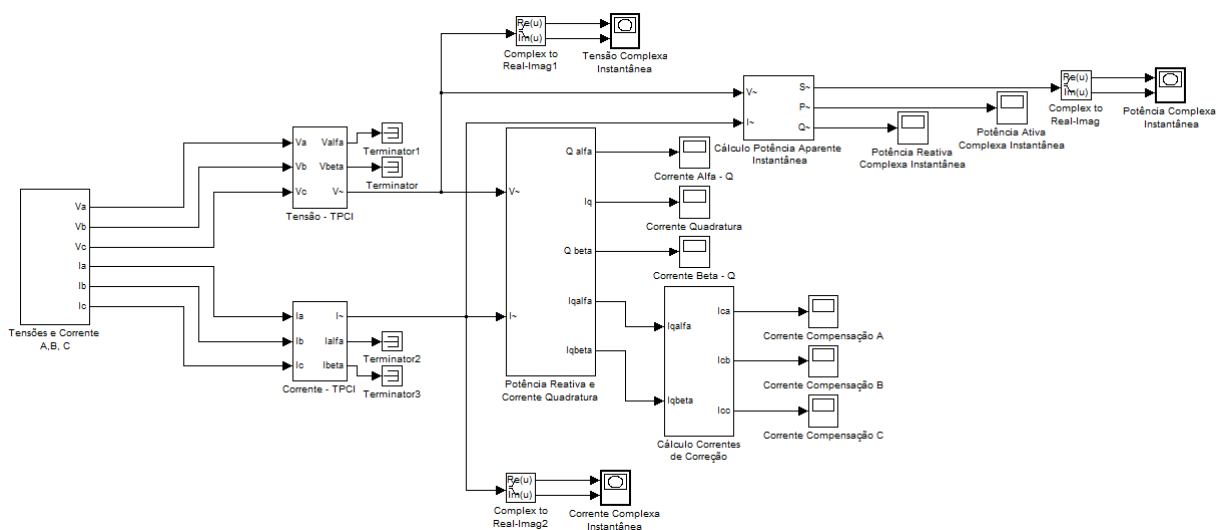 Re(u)
Im(u)
Complex to
Real-Imag1
Tensão Complexa
Instantânea
V~
I~
S~
P~
Q~
Cálculo Potência Aparente
Instantânea
Re(u)
Im(u)
Complex to
Real-Imag
Potência Complexa
Instantânea
Potência Ativa
Complexa Instantânea
Potência Reativa
Complexa Instantânea
Va
Vb
Vc
Valfa
Vbeta
V~
Tensão - TPCI
Terminator1
Terminator
Va
Vb
Vc
Ia
Ib
Ic
Tensões e Corrente
A,B, C
Ia
Ib
Ic
I~
Ialfa
Ibeta
Corrente - TPCI
Terminator2
Terminator3
V~
I~
Q alfa
Iq
Q beta
Iqalfa
Iqbeta
Potência Reativa e
Corrente Quadratura
Corrente Alfa - Q
Corrente Quadratura
Corrente Beta - Q
Iqalfa
Iqbeta
Ica
Icb
Icc
Cálculo Correntes
de Correção
Corrente Compensação A
Corrente Compensação B
Corrente Compensação C
Re(u)
Im(u)
Complex to
Real-Imag2
Corrente Complexa
Instantânea